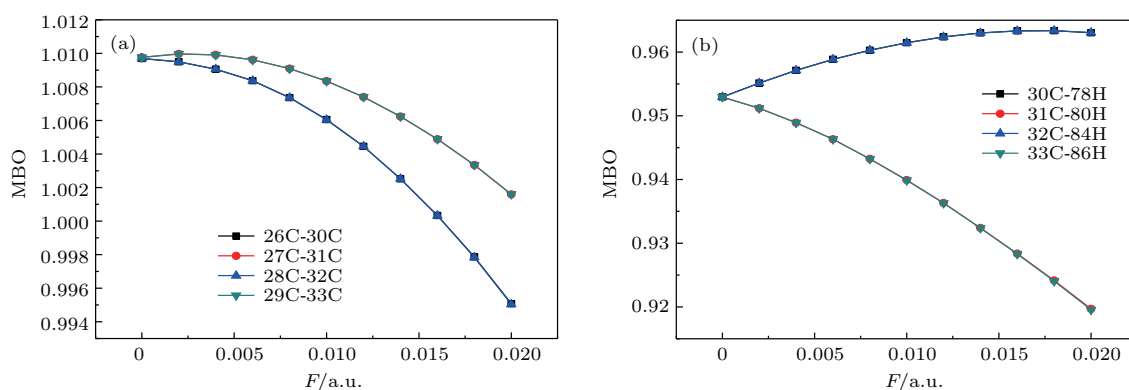 (a)
MBO
1.012
1.010
1.008
1.006
1.004
1.002
1.000
0.998
0.996
0.994
26C-30C
27C-31C
28C-32C
29C-33C
0
0.005
0.010
0.015
0.020
F/a.u.
(b)
MBO
0.96
0.95
0.94
0.93
0.92
30C-78H
31C-80H
32C-84H
33C-86H
0
0.005
0.010
0.015
0.020
F/a.u.